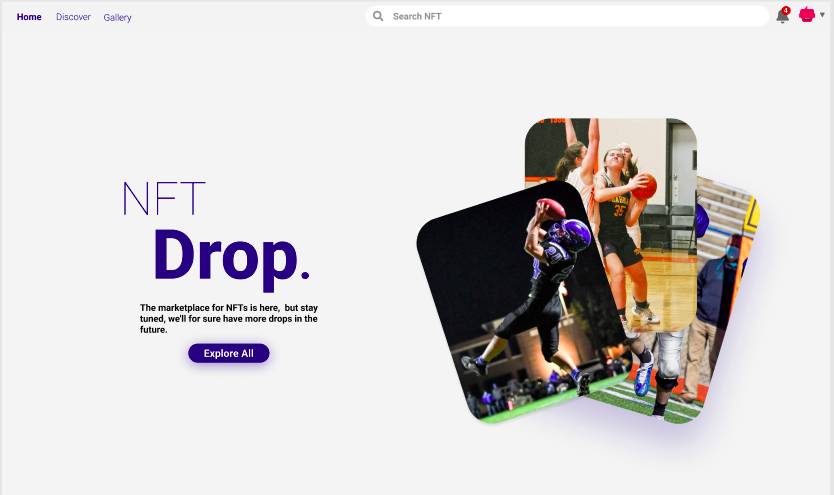 Home Discover Gallery
Search NFT
4
NFT
Drop.
The marketplace for NFTs is here, but stay
tuned, we'll for sure have more drops in the
future.
Explore All
35